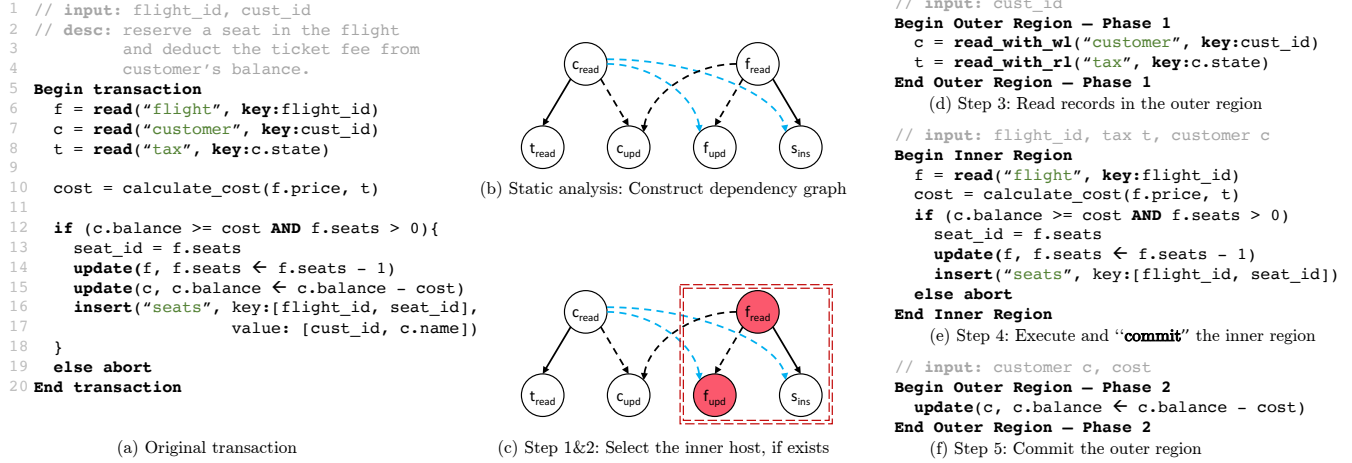 1 // input: flight_id, cust_id
2 // desc: reserve a seat in the flight
3 and deduct the ticket fee from
4 customer's balance.
5 Begin transaction
6 f = read(“flight”, key:flight_id)
7 c = read(“customer”, key:cust_id)
8 t = read(“tax”, key:c.state)
9
10 cost = calculate_cost(f.price, t)
11
12 if (c.balance >= cost AND f.seats > 0){
13 seat_id = f.seats
14 update(f, f.seats ← f.seats - 1)
15 update(c, c.balance ← c.balance - cost)
16 insert(“seats”, key:[flight_id, seat_id],
17 value: [cust_id, c.name])
18 }
19 else abort
20 End transaction
(a) Original transaction
c_read
f_read
t_read
c_upd
f_upd
s_ins
(b) Static analysis: Construct dependency graph
c_read
f_read
t_read
c_upd
f_upd
s_ins
(c) Step 1&2: Select the inner host, if exists
// input: cust_id
Begin Outer Region – Phase 1
c = read_with_wl(“customer”, key:cust_id)
t = read_with_rl(“tax”, key:c.state)
End Outer Region – Phase 1
(d) Step 3: Read records in the outer region
// input: flight_id, tax t, customer c
Begin Inner Region
f = read(“flight”, key:flight_id)
cost = calculate_cost(f.price, t)
if (c.balance >= cost AND f.seats > 0)
seat_id = f.seats
update(f, f.seats ← f.seats - 1)
insert(“seats”, key:[flight_id, seat_id])
else abort
End Inner Region
(e) Step 4: Execute and ‘‘commit’’ the inner region
// input: customer c, cost
Begin Outer Region – Phase 2
update(c, c.balance ← c.balance - cost)
End Outer Region – Phase 2
(f) Step 5: Commit the outer region